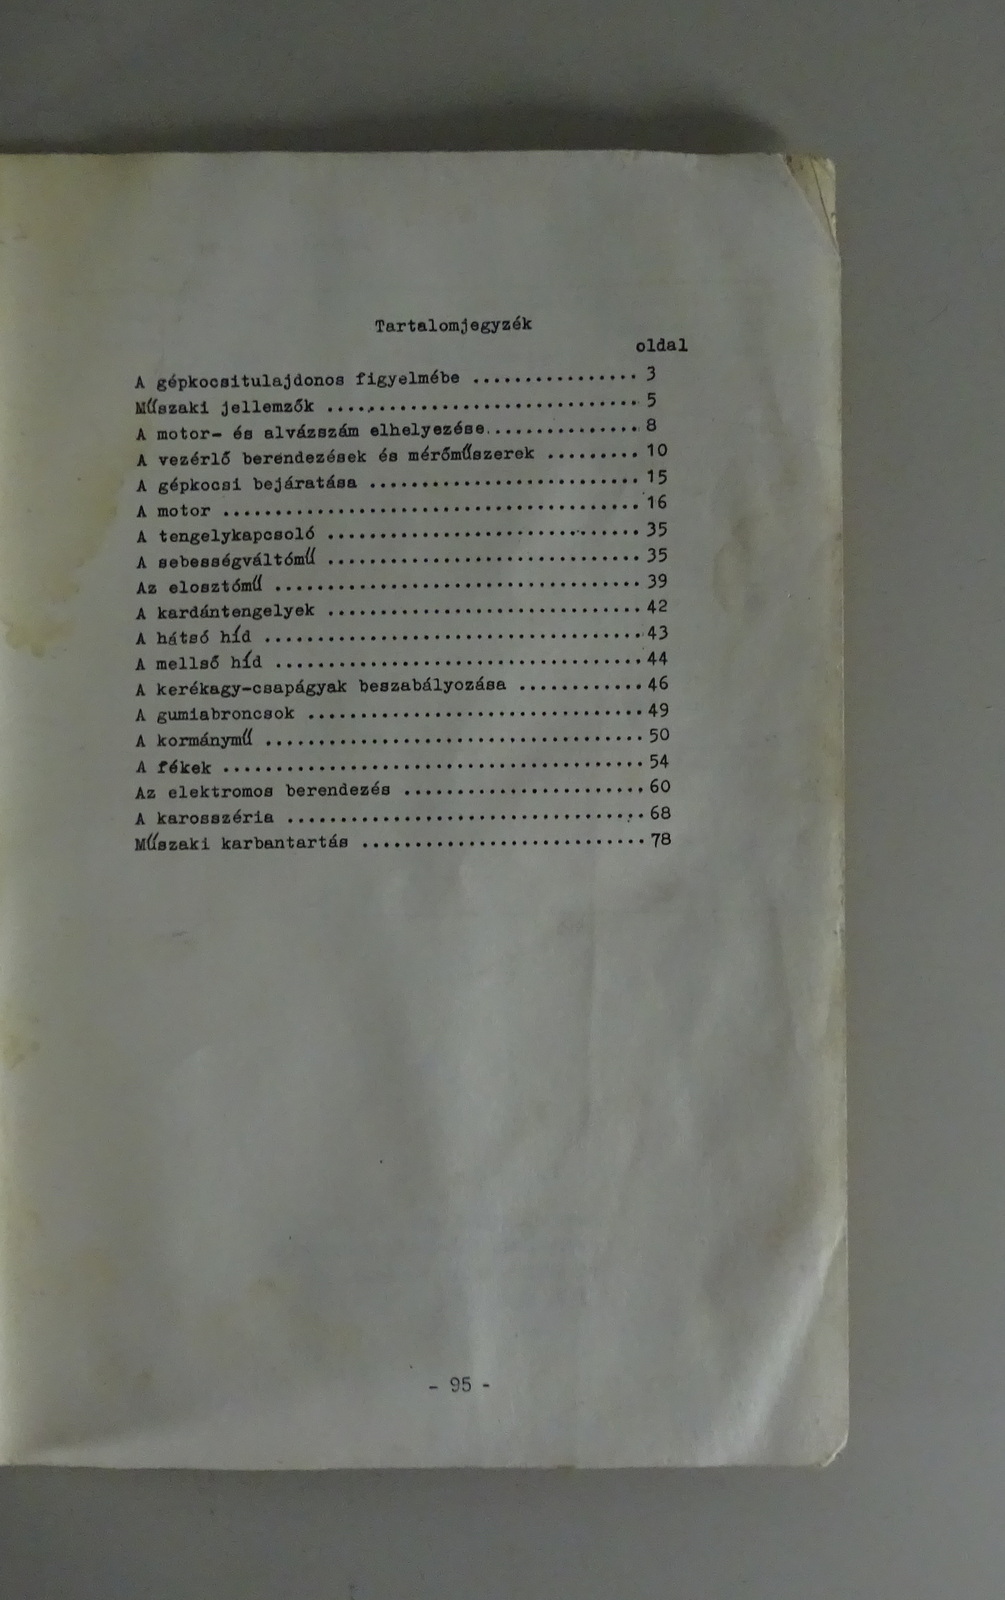 Tartalomjegyzék
oldal
A gépkocsitulajdonos figyelmébe ................ 3
Műszaki jellemzők .............................. 5
A motor- és alvázszám elhelyezése............... 8
A vezérlő berendezések és mérőműszerek ......... 10
A gépkocsi bejáratása .......................... 15
A motor ........................................ 16
A tengelykapcsoló .............................. 35
A sebességváltómű .............................. 35
Az elosztómű ................................... 39
A kardántengelyek .............................. 42
A hátsó híd .................................... 43
A mellső híd ................................... 44
A kerékagy-csapágyak beszabályozása ............ 46
A gumiabroncsok ................................ 49
A kormánymű .................................... 50
A fékek ........................................ 54
Az elektromos berendezés ....................... 60
A karosszéria .................................. 68
Műszaki karbantartás ........................... 78
- 95 -